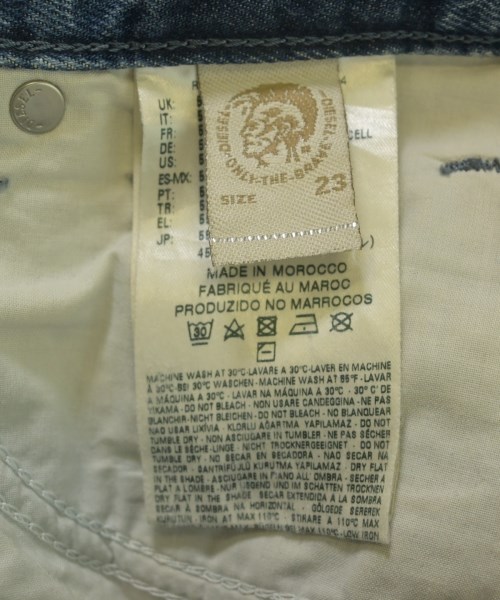 DIESEL
ONLY·THE·BRAVE
SIZE 23
UK:
IT:
FR:
DE:
US:
ES-MX:
PT:
TR:
EL:
JP:
CELL
MADE IN MOROCCO
FABRIQUÉ AU MAROC
PRODUZIDO NO MARROCOS
30
MACHINE WASH AT 30°C-LAVARE A 30°C-LAVER EN MACHINE
À 30°C-BEI 30°C WASCHEN-MACHINE WASH AT 85°F-LAVAR
A MÁQUINA A 30°C - LAVAR NA MÁQUINA A 30°C - 30° C'DE
YIKAMA - DO NOT BLEACH - NON USARE CANDEGGINA - NE PAS
BLANCHIR-NICHT BLEICHEN-DO NOT BLEACH-NO BLANQUEAR
NÃO USAR LIXÍVIA - KLORLU AĞARTMA YAPILAMAZ - DO NOT
TUMBLE DRY - NON ASCIUGARE IN TUMBLER - NE PAS SÉCHER
DANS LE SÈCHE-LINGE - NICHT TROCKNERGEEIGNET - DO NOT
TUMBLE DRY - NO SECAR EN SECADORA - NÃO SECAR NA
SECADOR - SANTRİFÜJLÜ KURUTMA YAPILAMAZ - DRY FLAT
IN THE SHADE - ASCIUGARE IN PIANO ALL OMBRA - SÉCHER A
PLAT A L'OMBRE - NUR LIEGEND UND IM SCHATTEN TROCKNEN
DRY FLAT IN THE SHADE - SECAR EXTENDIDA A LA SOMBRA
SECAR À SOMBRA NA HORIZONTAL - GÖLGEDE SEREREK
KURUTUN - IRON AT MAX 110°C - STIRARE A 110°C MAX
LOW IRON